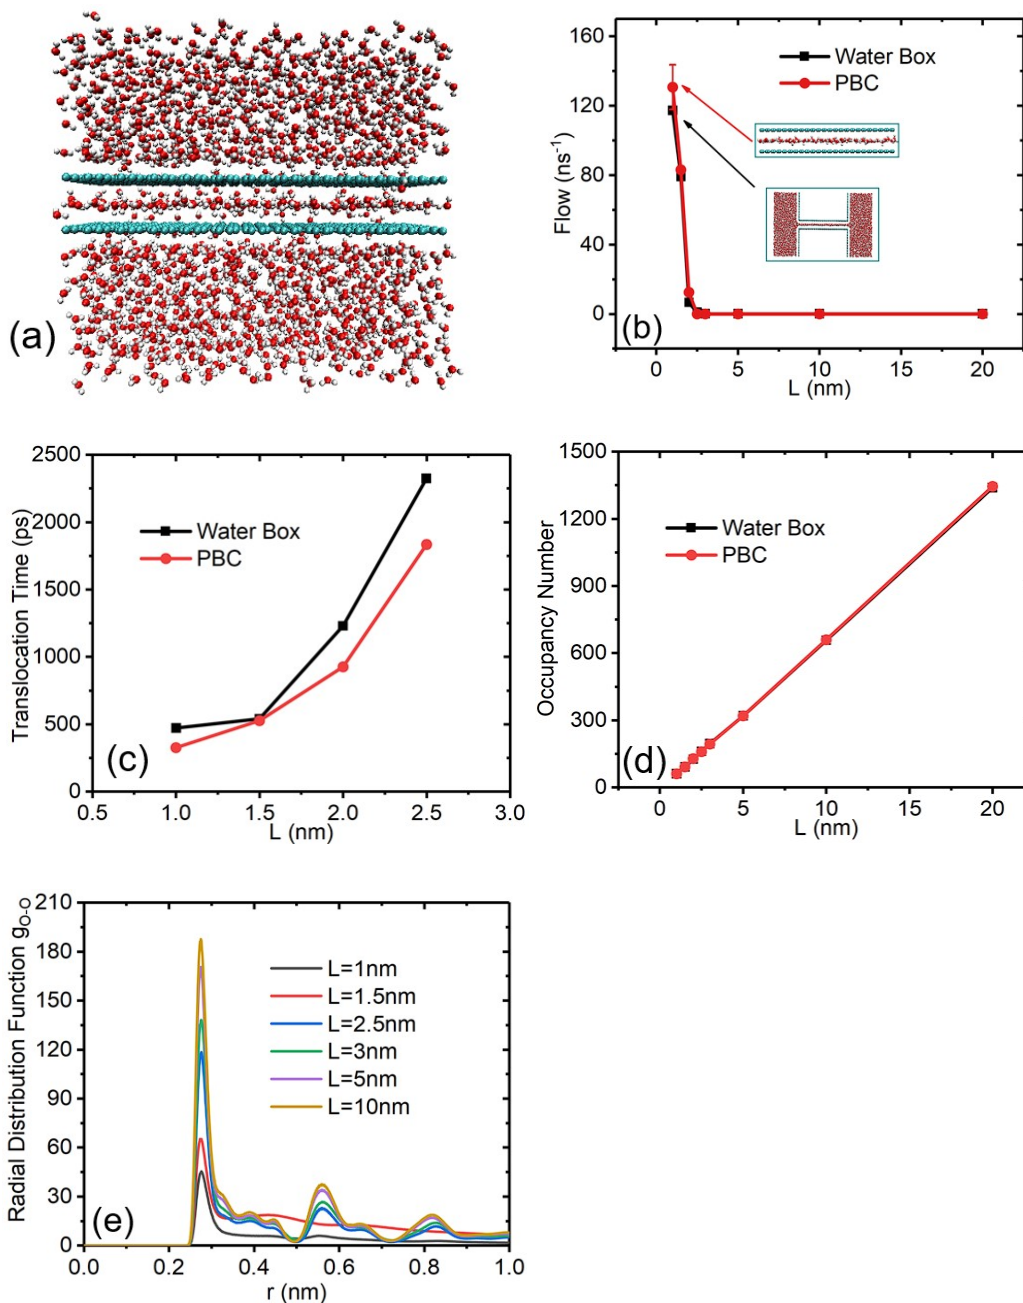 (a)
160
120
80
40
0
Flow (ns-1)
Water Box
PBC
(b)
0
5
10
15
20
L (nm)
2500
2000
1500
1000
500
0
Translocation Time (ps)
Water Box
PBC
(c)
0.5
1.0
1.5
2.0
2.5
3.0
L (nm)
1500
1200
900
600
300
0
Occupancy Number
Water Box
PBC
(d)
0
5
10
15
20
L (nm)
210
180
150
120
90
60
30
0
Radial Distribution Function gO-O
L=1nm
L=1.5nm
L=2.5nm
L=3nm
L=5nm
L=10nm
(e)
0.0
0.2
0.4
0.6
0.8
1.0
r (nm)